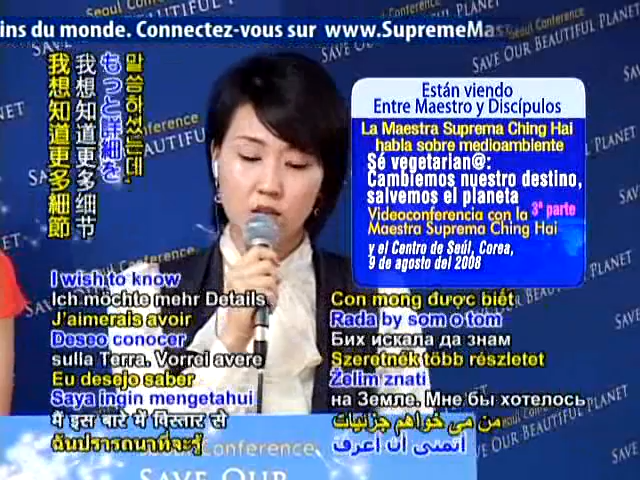 ins du monde. Connectez-vous sur www.SupremeMas
Seoul Conference
SAVE OUR BEAUTIFUL PLANET
我想知道更多細節
我想知道更多细节
もっと詳細を
말씀하셨는데,
Están viendo
Entre Maestro y Discípulos
La Maestra Suprema Ching Hai
habla sobre medioambiente
Sé vegetarian@:
Cambiemos nuestro destino,
salvemos el planeta
3ª parte
Videoconferencia con la
Maestra Suprema Ching Hai
y el Centro de Seúl, Corea,
9 de agosto del 2008
I wish to know
Ich möchte mehr Details
J'aimerais avoir
Deseo conocer
sulla Terra. Vorrei avere
Eu desejo saber
Saya ingin mengetahui
मैं इस बारे में विस्तार से
ฉันปรารถนาที่จะรู้
Con mong được biết
Rada by som o tom
Бих искала да знам
Szeretnék több részletet
Želim znati
на Земле. Мне бы хотелось
من می خواهم جزئیات
أتمنى أن أعرف
Conference
SAVE OUR